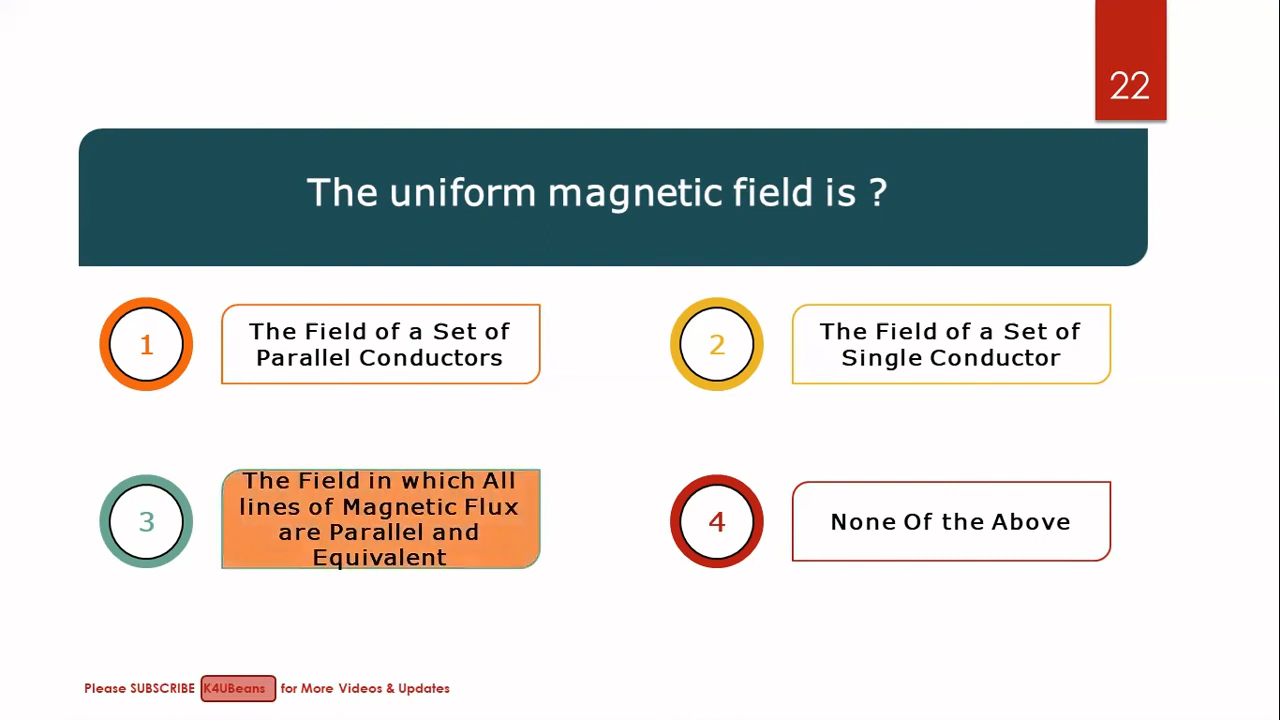 22
The uniform magnetic field is ?
1
The Field of a Set of
Parallel Conductors
2
The Field of a Set of
Single Conductor
3
The Field in which All
lines of Magnetic Flux
are Parallel and
Equivalent
4
None Of the Above
Please SUBSCRIBE K4UBeans for More Videos & Updates